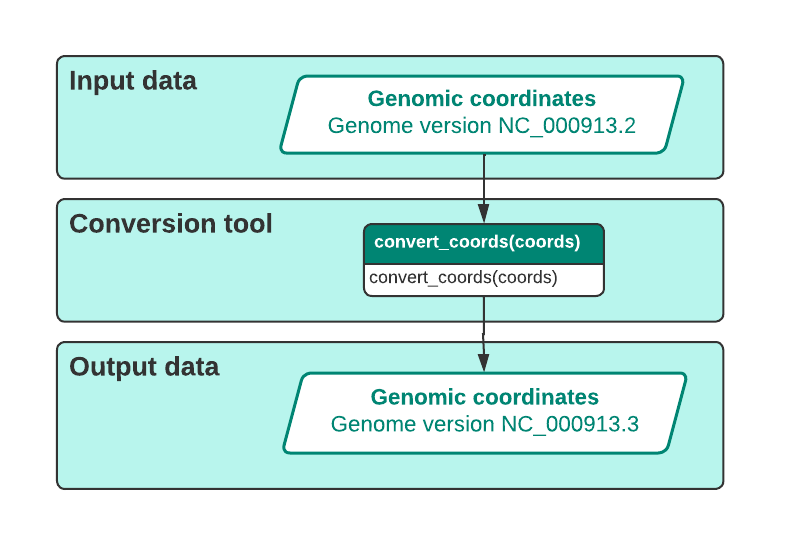 Input data
Genomic coordinates
Genome version NC_000913.2
Conversion tool
convert_coords(coords)
convert_coords(coords)
Output data
Genomic coordinates
Genome version NC_000913.3